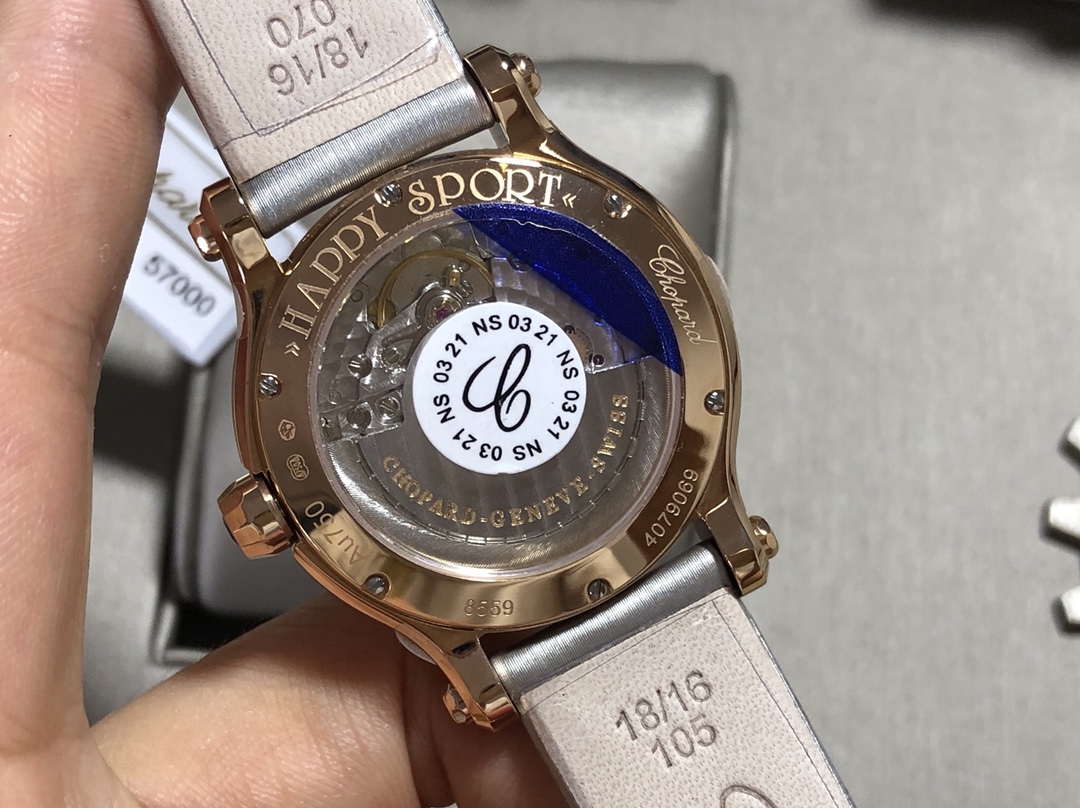 18/16
070
57000
»HAPPY SPORT«
Chopard
NS 03 21 NS 03 21 NS 03 21 NS 03 21
CHOPARD-GENEVE-SWISS
Au750
8559
4079069
18/16
105